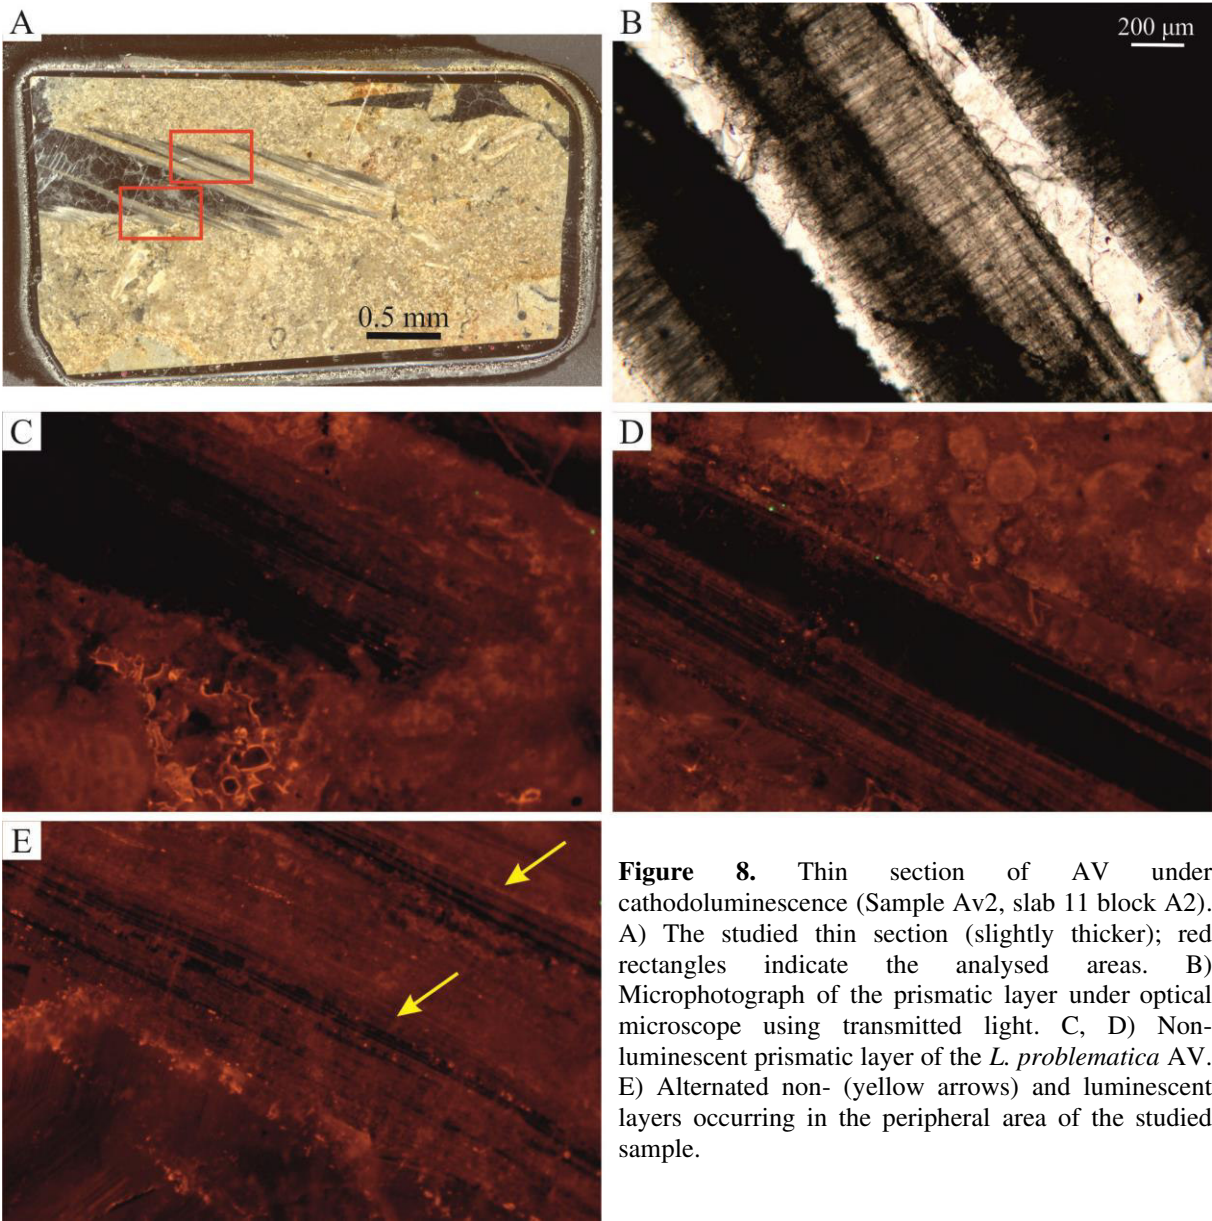 A
B
200 μm
0.5 mm
C
D
E
Figure 8. Thin section of AV under
cathodoluminescence (Sample Av2, slab 11 block A2).
A) The studied thin section (slightly thicker); red
rectangles indicate the analysed areas. B)
Microphotograph of the prismatic layer under optical
microscope using transmitted light. C, D) Non-
luminescent prismatic layer of the L. problematica AV.
E) Alternated non- (yellow arrows) and luminescent
layers occurring in the peripheral area of the studied
sample.